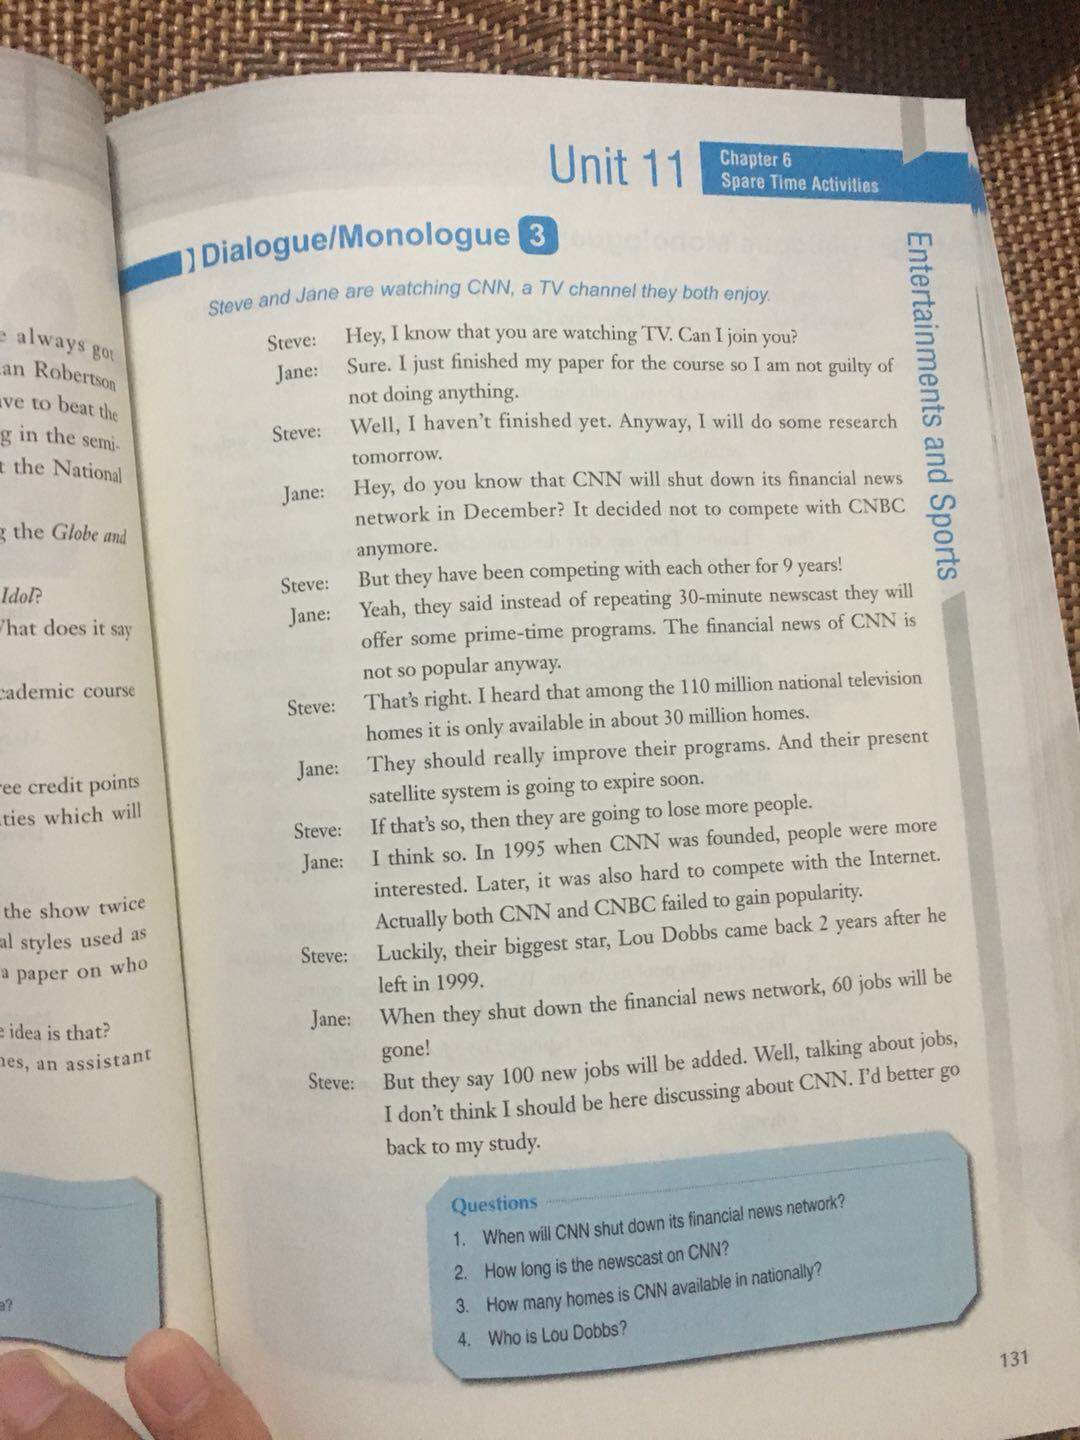 always got
an Robertson
to beat the
in the semi-
the National
the Globe and
Idol?
What does it say
academic course
credit points
which will
the show twice
styles used as
a paper on who
idea is that?
an assistant
Unit 11
Chapter 6
Spare Time Activities
Dialogue/Monologue 3
Steve and Jane are watching CNN, a TV channel they both enjoy.
Steve: Hey, I know that you are watching TV. Can I join you?
Jane: Sure. I just finished my paper for the course so I am not guilty of
not doing anything.
Steve: Well, I haven't finished yet. Anyway, I will do some research
tomorrow.
Jane: Hey, do you know that CNN will shut down its financial news
network in December? It decided not to compete with CNBC
anymore.
Steve: But they have been competing with each other for 9 years!
Jane: Yeah, they said instead of repeating 30-minute newscast they will
offer some prime-time programs. The financial news of CNN is
not so popular anyway.
Steve: That's right. I heard that among the 110 million national television
homes it is only available in about 30 million homes.
Jane: They should really improve their programs. And their present
satellite system is going to expire soon.
Steve: If that's so, then they are going to lose more people.
Jane: I think so. In 1995 when CNN was founded, people were more
interested. Later, it was also hard to compete with the Internet.
Actually both CNN and CNBC failed to gain popularity.
Steve: Luckily, their biggest star, Lou Dobbs came back 2 years after he
left in 1999.
Jane: When they shut down the financial news network, 60 jobs will be
gone!
Steve: But they say 100 new jobs will be added. Well, talking about jobs,
I don't think I should be here discussing about CNN. I'd better go
back to my study.
Entertainments and Sports
Questions
1. When will CNN shut down its financial news network?
2. How long is the newscast on CNN?
3. How many homes is CNN available in nationally?
4. Who is Lou Dobbs?
131